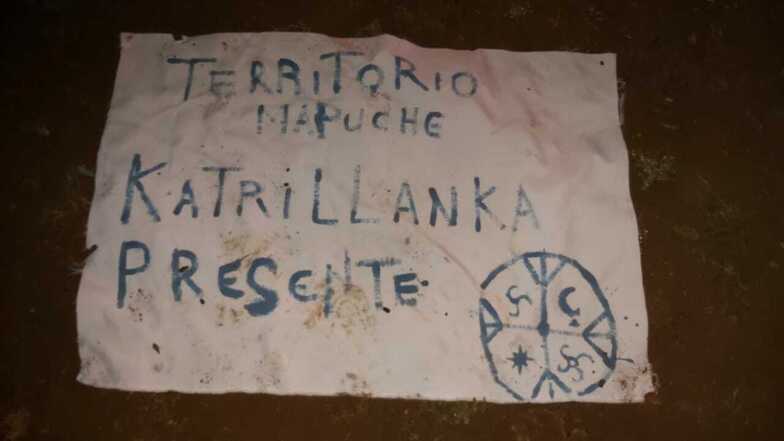 TERRITORIO
MAPUCHE
KATRiLLANKA
PRESENTE